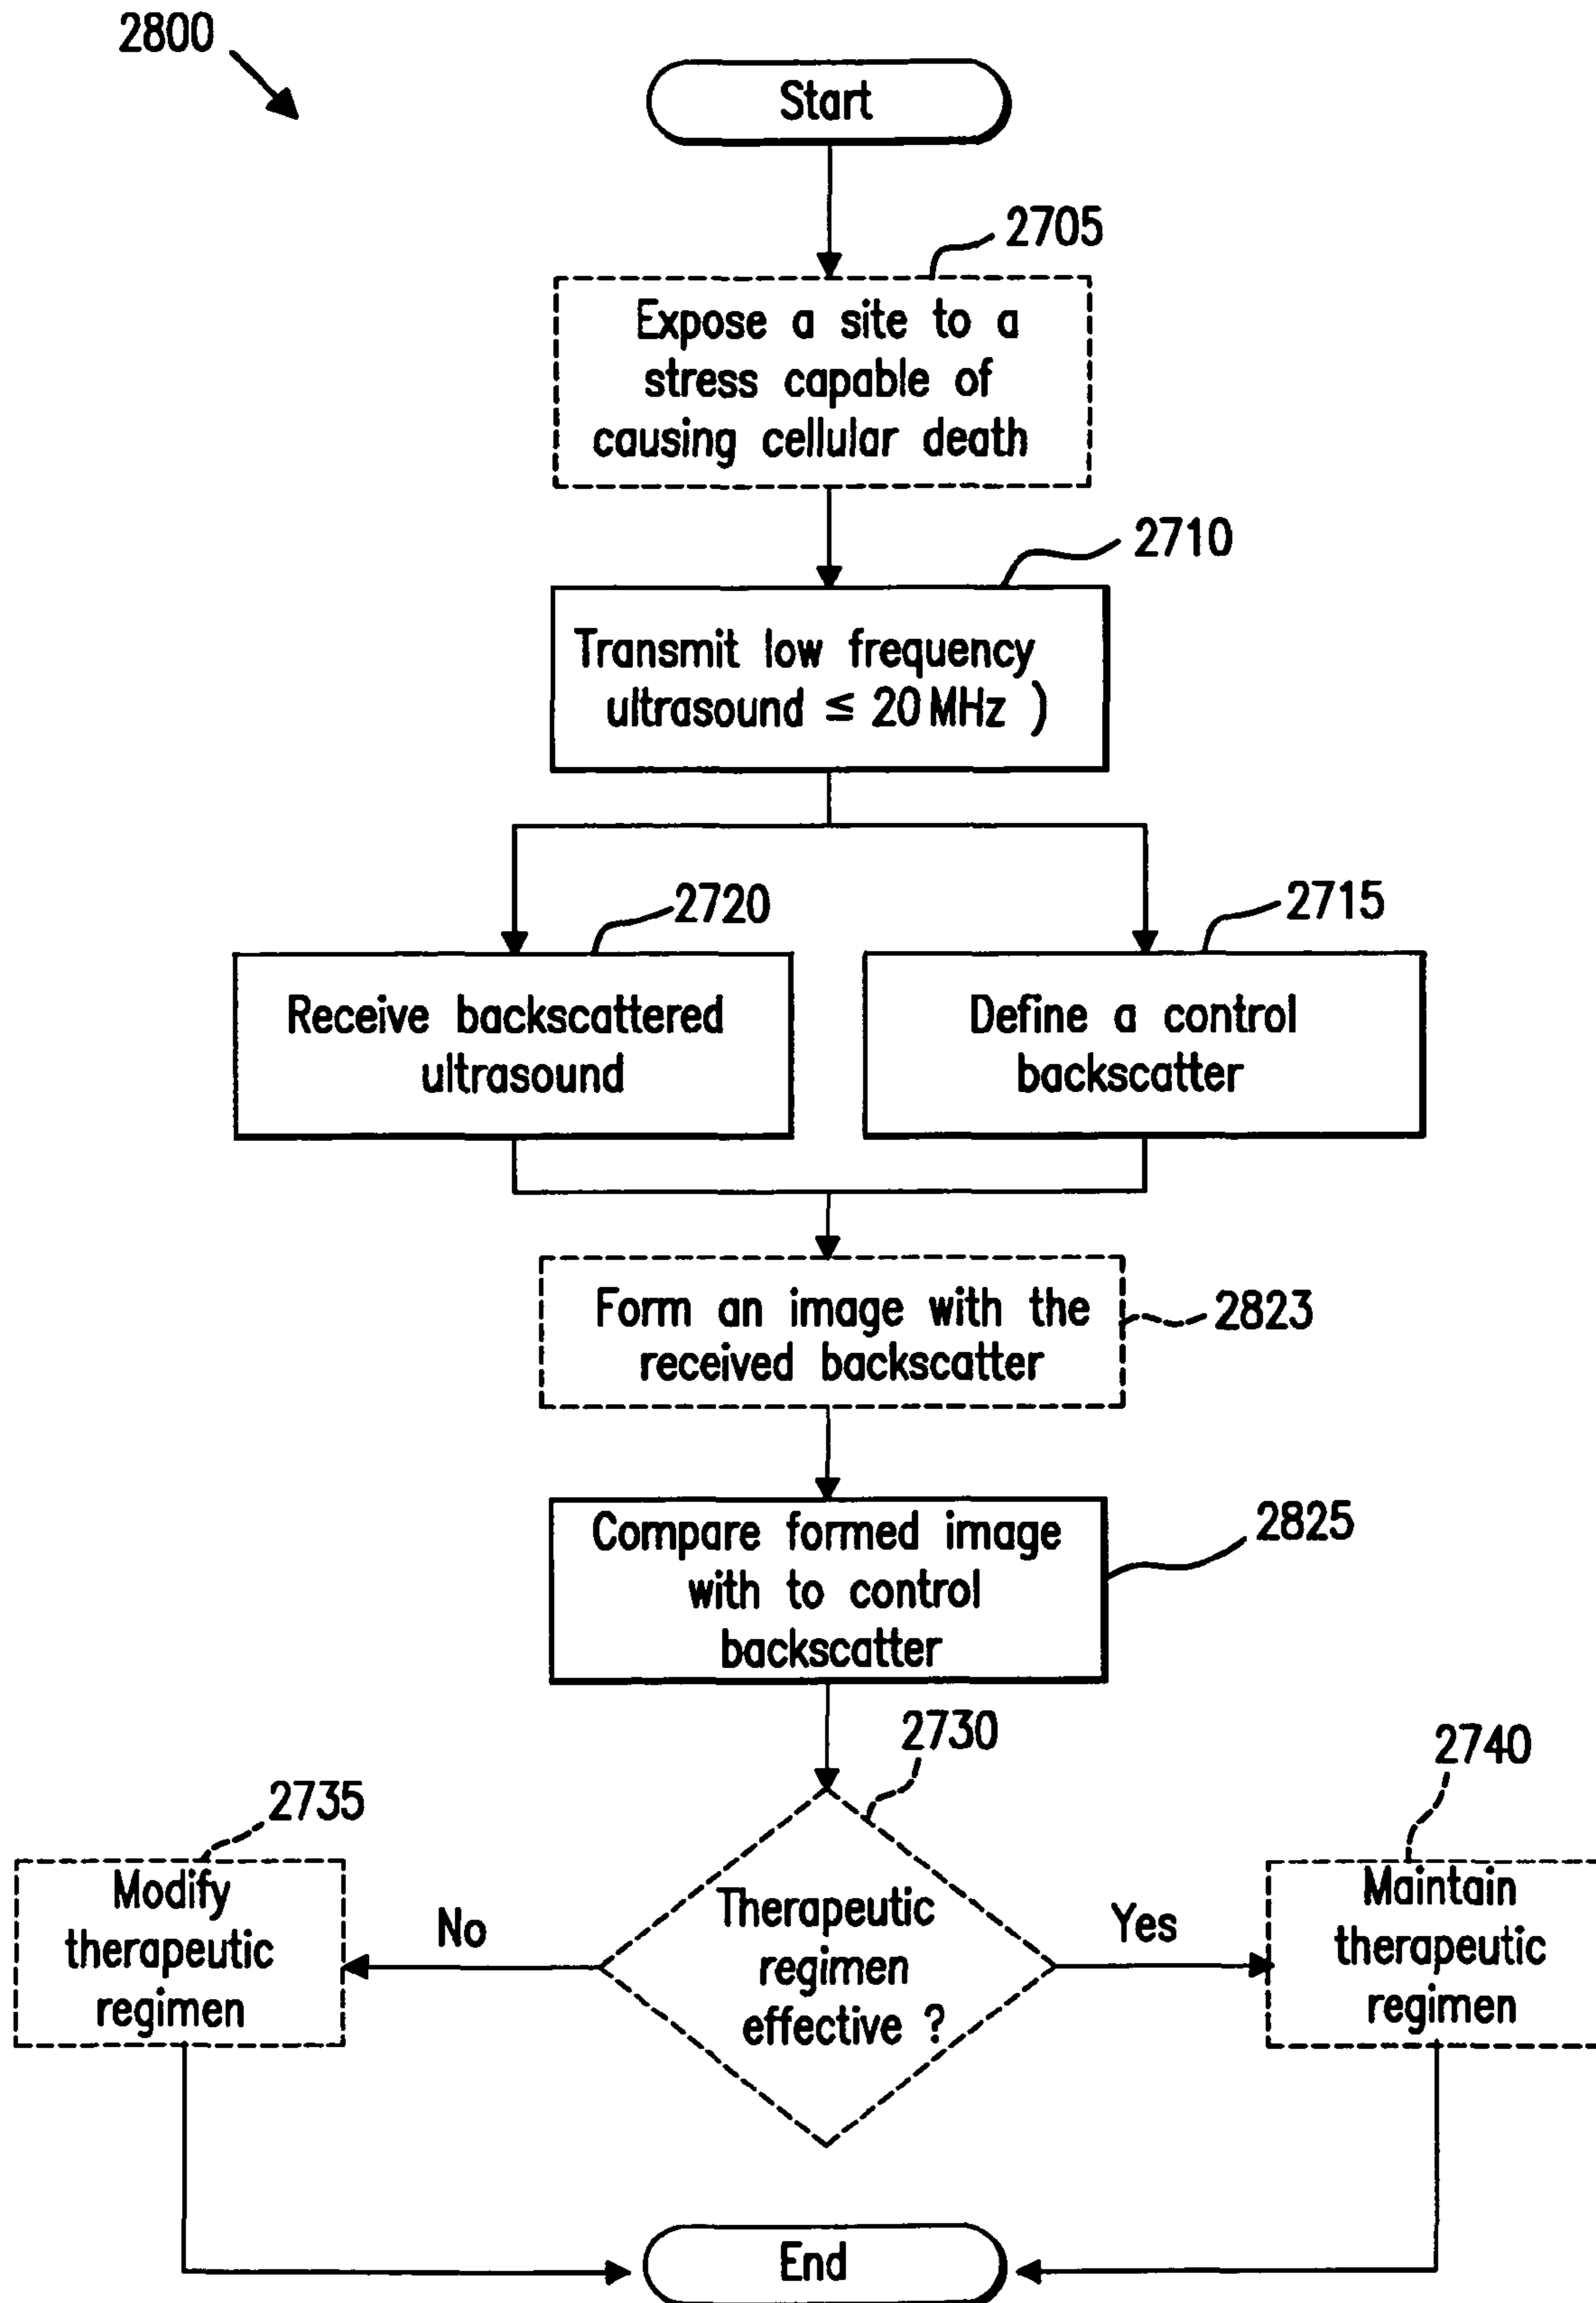 2800
Start
2705
Expose a site to a
stress capable of
causing cellular death
2710
Transmit low frequency
ultrasound ≤ 20 MHz )
2720
2715
Receive backscattered
ultrasound
Define a control
backscatter
Form an image with the
received backscatter
2823
Compare formed image
with to control
backscatter
2825
2730
2735
2740
Modify
therapeutic
regimen
No
Therapeutic
regimen
effective ?
Yes
Maintain
therapeutic
regimen
End